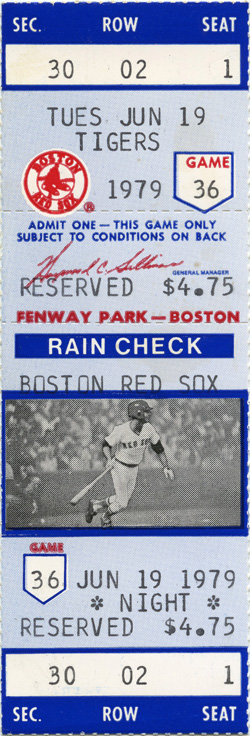 SEC. ROW SEAT
30 02 1
TUES JUN 19
TIGERS
BOSTON
RED SOX
®
1979
GAME
36
ADMIT ONE — THIS GAME ONLY
SUBJECT TO CONDITIONS ON BACK
Haywood C. Sullivan
GENERAL MANAGER
RESERVED $4.75
FENWAY PARK — BOSTON
RAIN CHECK
BOSTON RED SOX
RED SOX
GAME
36 JUN 19 1979
* NIGHT *
RESERVED $4.75
30 02 1
SEC. ROW SEAT